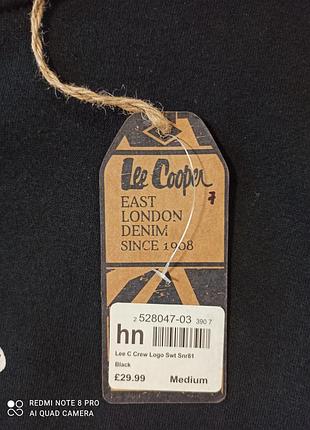 Lee Cooper
7
EAST
LONDON
DENIM
SINCE 1908
2 528047-03 390 7
hn
Lee C Crew Logo Swt Snr81
Black
£29.99 Medium
REDMI NOTE 8 PRO
AI QUAD CAMERA